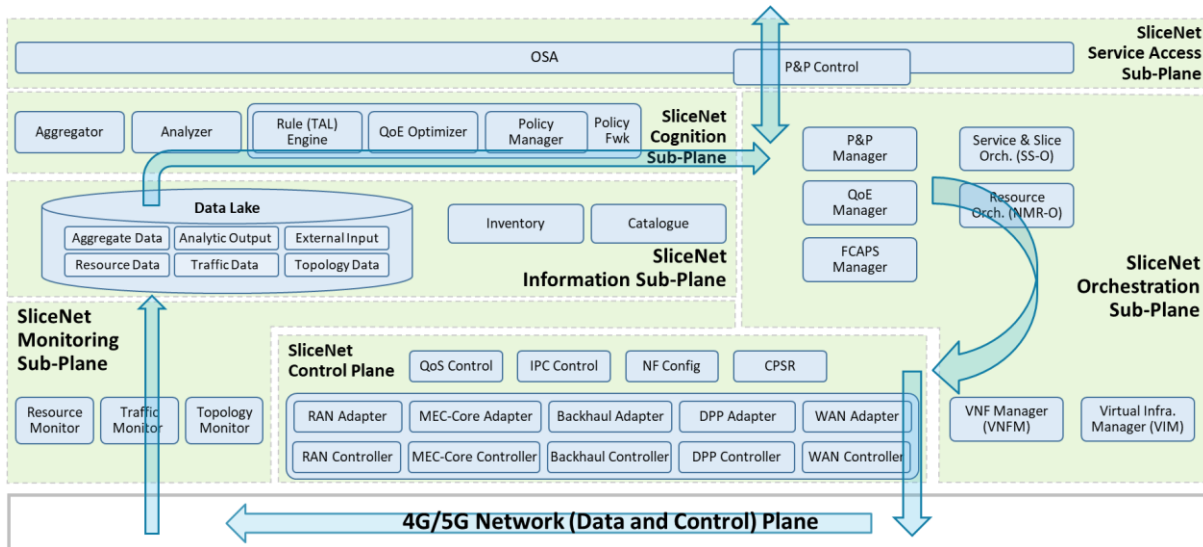 SliceNet
Service Access
Sub-Plane
OSA
P&P Control
Aggregator
Analyzer
Rule (TAL)
Engine
QoE Optimizer
Policy
Manager
Policy
Fwk
SliceNet
Cognition
Sub-Plane
P&P
Manager
Service & Slice
Orch. (SS-O)
QoE
Manager
Resource
Orch. (NMR-O)
FCAPS
Manager
SliceNet
Orchestration
Sub-Plane
Data Lake
Aggregate Data
Analytic Output
External Input
Resource Data
Traffic Data
Topology Data
Inventory
Catalogue
SliceNet
Information Sub-Plane
SliceNet
Monitoring
Sub-Plane
Resource
Monitor
Traffic
Monitor
Topology
Monitor
SliceNet
Control Plane
QoS Control
IPC Control
NF Config
CPSR
RAN Adapter
MEC-Core Adapter
Backhaul Adapter
DPP Adapter
WAN Adapter
RAN Controller
MEC-Core Controller
Backhaul Controller
DPP Controller
WAN Controller
VNF Manager
(VNFM)
Virtual Infra.
Manager (VIM)
4G/5G Network (Data and Control) Plane